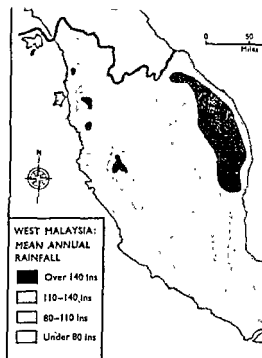 0 50
Miles
N
WEST MALAYSIA:
MEAN ANNUAL
RAINFALL
Over 140 Ins
110-140 Ins
80-110 Ins
Under 80 Ins